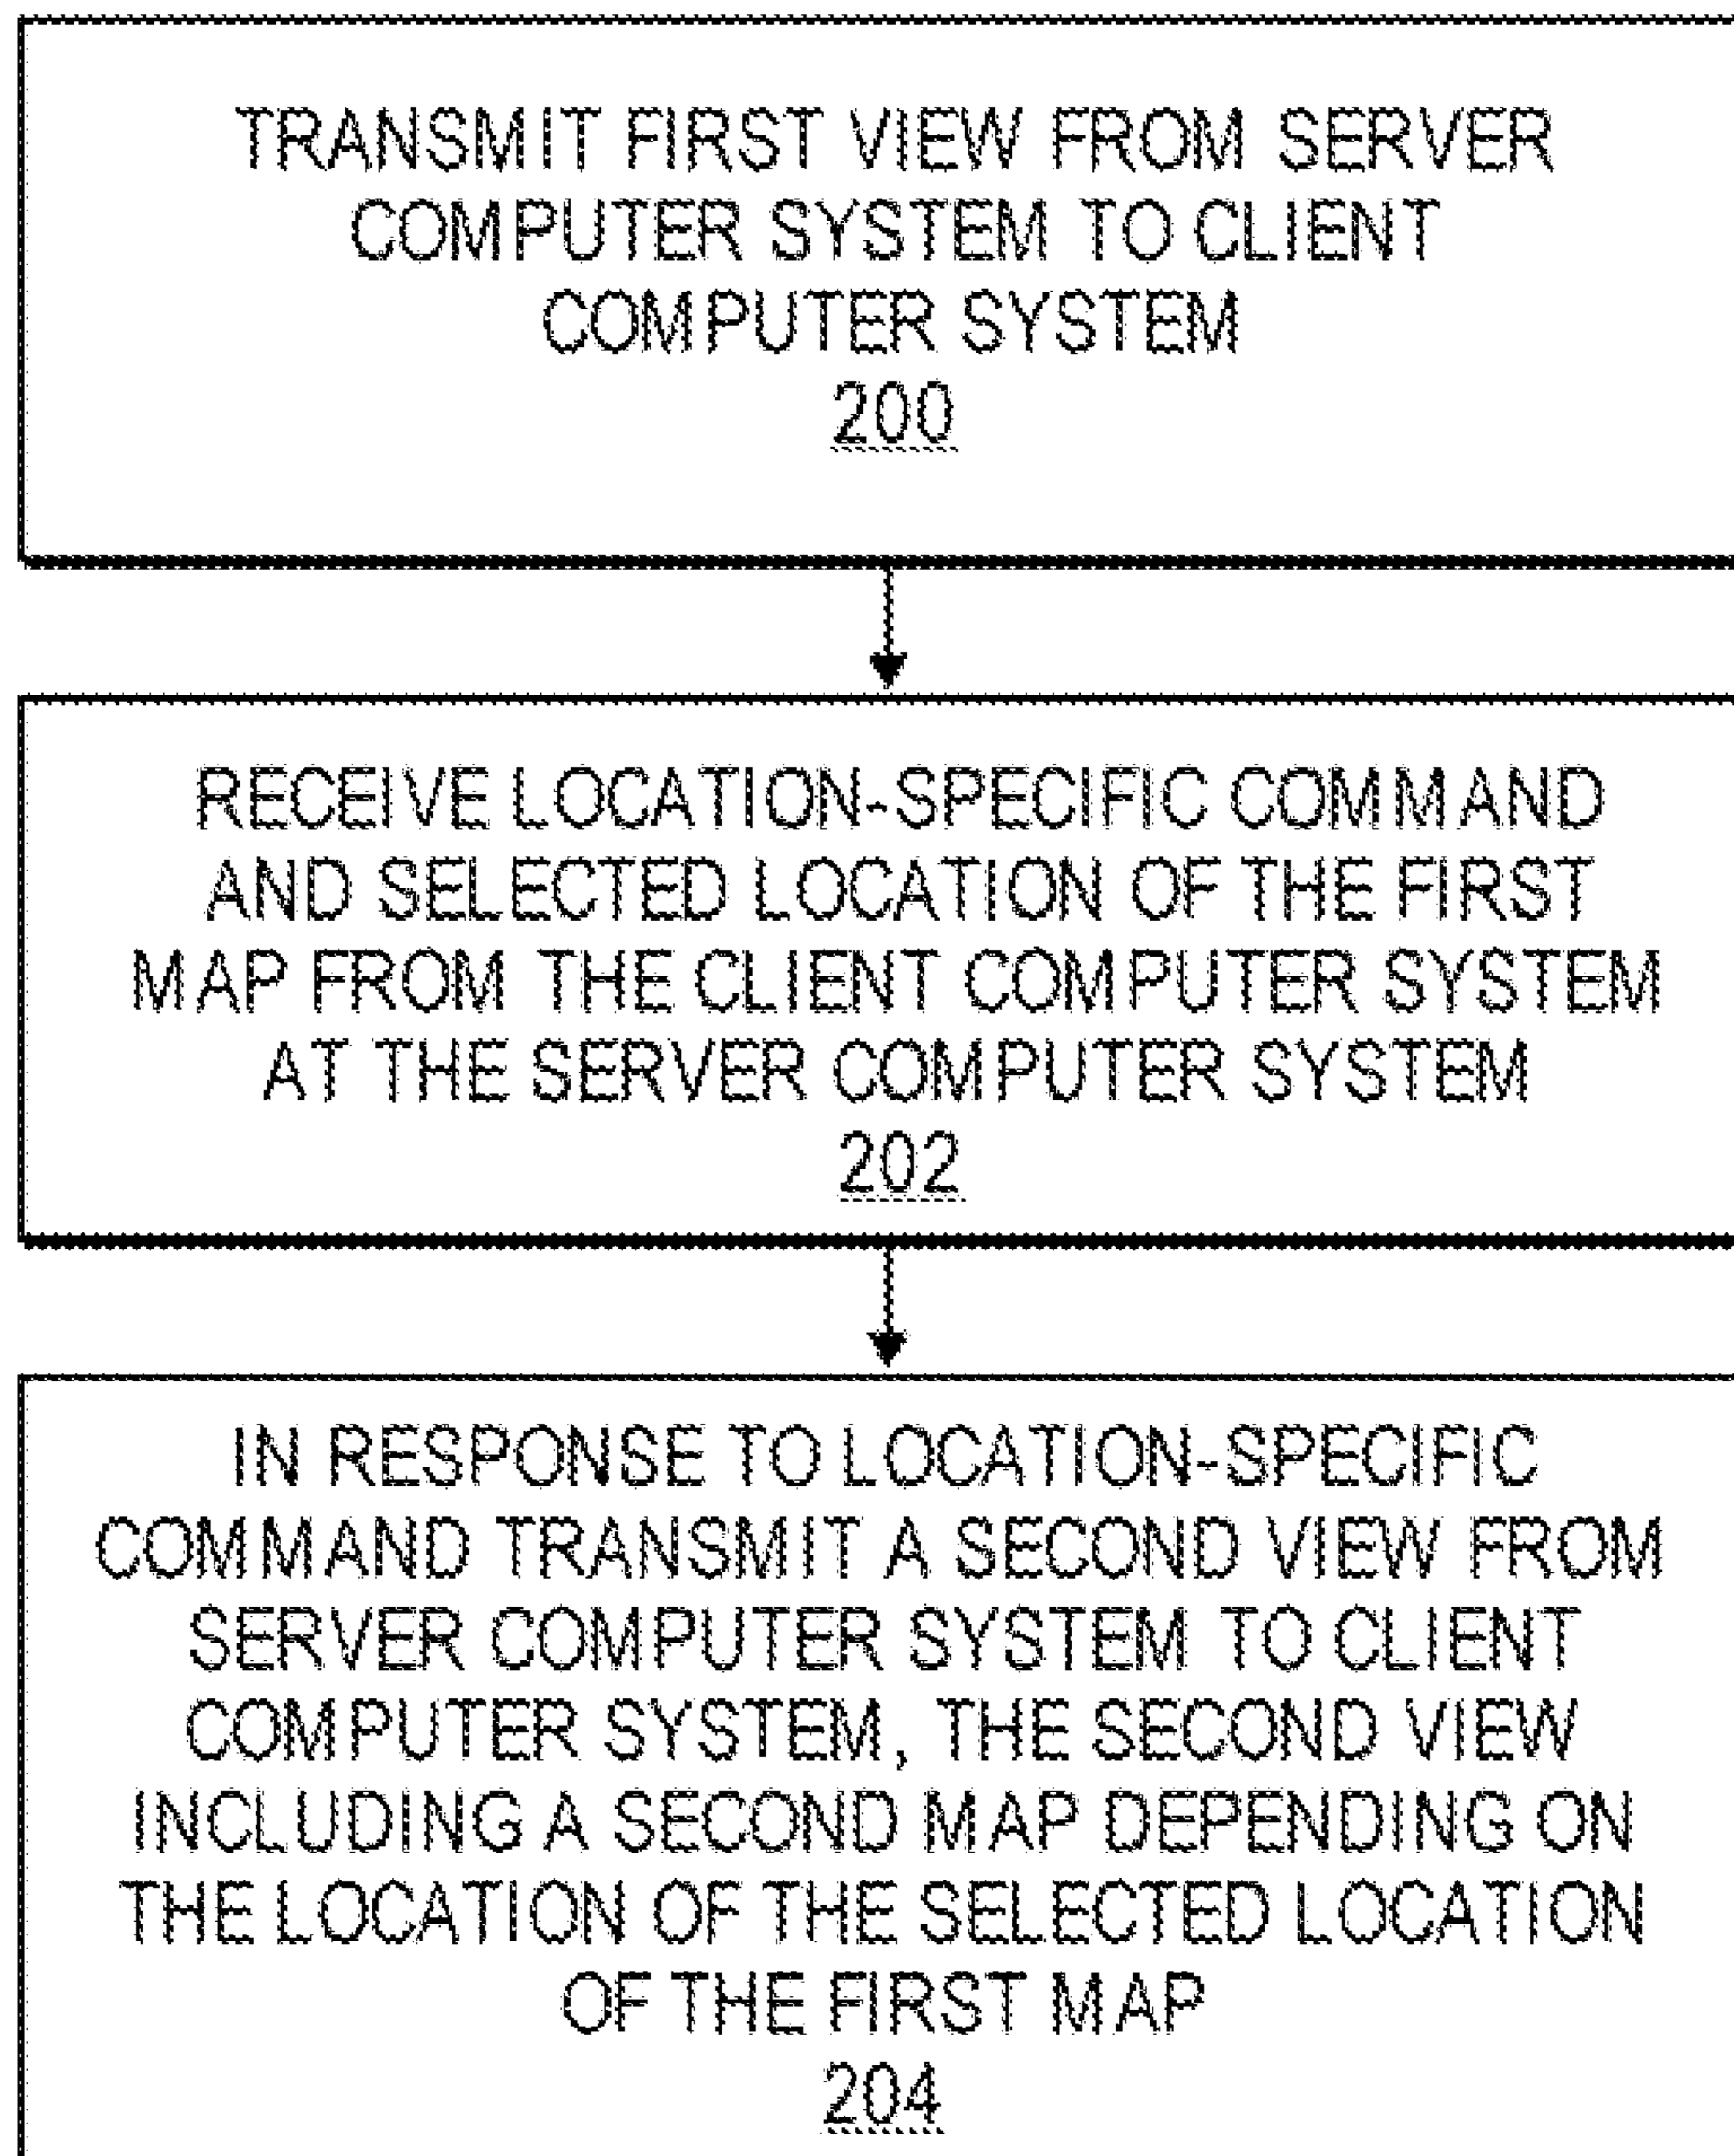 TRANSMIT FIRST VIEW FROM SERVER
COMPUTER SYSTEM TO CLIENT
COMPUTER SYSTEM
200
RECEIVE LOCATION-SPECIFIC COMMAND
AND SELECTED LOCATION OF THE FIRST
MAP FROM THE CLIENT COMPUTER SYSTEM
AT THE SERVER COMPUTER SYSTEM
202
IN RESPONSE TO LOCATION-SPECIFIC
COMMAND TRANSMIT A SECOND VIEW FROM
SERVER COMPUTER SYSTEM TO CLIENT
COMPUTER SYSTEM, THE SECOND VIEW
INCLUDING A SECOND MAP DEPENDING ON
THE LOCATION OF THE SELECTED LOCATION
OF THE FIRST MAP
204